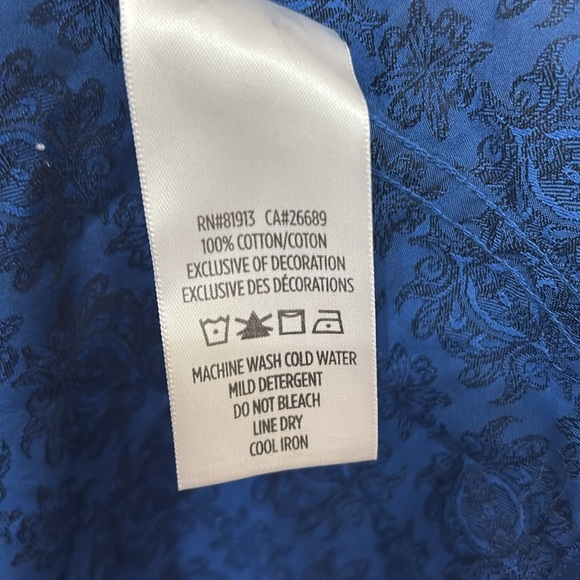 RN#81913 CA#26689
100% COTTON/COTON
EXCLUSIVE OF DECORATION
EXCLUSIVE DES DÉCORATIONS
MACHINE WASH COLD WATER
MILD DETERGENT
DO NOT BLEACH
LINE DRY
COOL IRON